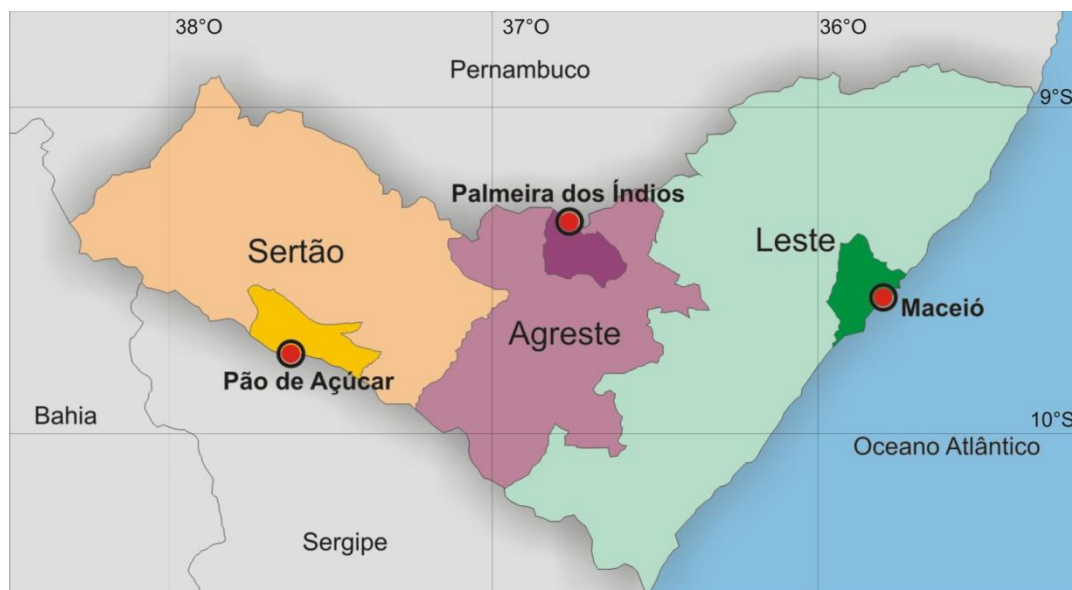 38°O
37°O
36°O
Pernambuco
9°S
Palmeira dos Índios
Sertão
Leste
Maceió
Agreste
Pão de Açúcar
Bahia
10°S
Oceano Atlântico
Sergipe